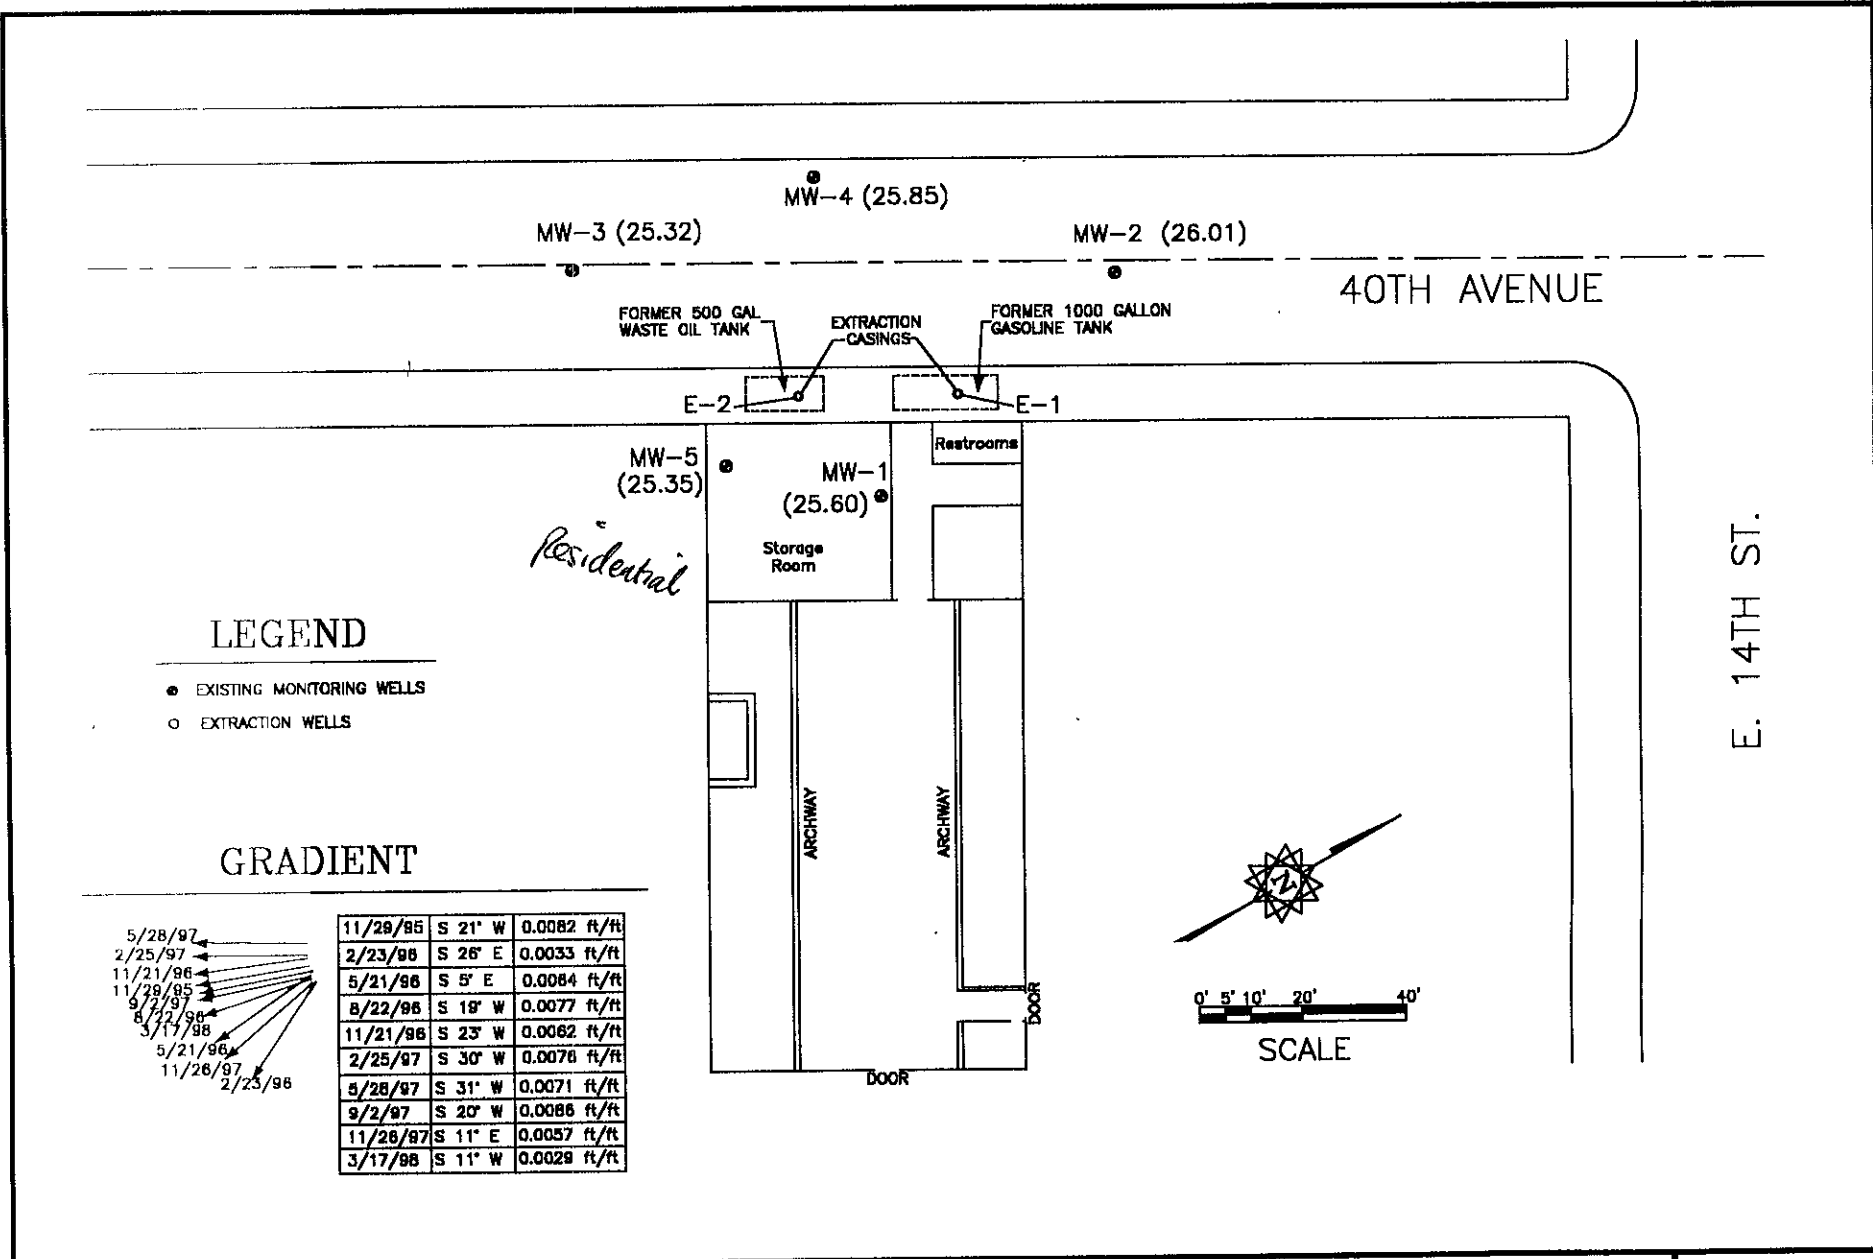 MW-4 (25.85)
MW-3 (25.32)
MW-2 (26.01)
40TH AVENUE
FORMER 500 GAL
WASTE OIL TANK
EXTRACTION
CASINGS
FORMER 1000 GALLON
GASOLINE TANK
E-2
E-1
Restrooms
MW-5
(25.35)
MW-1
(25.60)
Storage
Room
Residential
E. 14TH ST.
LEGEND
EXISTING MONITORING WELLS
EXTRACTION WELLS
ARCHWAY
ARCHWAY
GRADIENT
5/28/97
2/25/97
11/21/96
11/29/95
9/2/97
8/22/96
3/17/98
5/21/96
11/26/97
2/23/96
11/29/95 S 21° W 0.0082 ft/ft
2/23/96 S 26° E 0.0033 ft/ft
5/21/96 S 5° E 0.0064 ft/ft
8/22/96 S 19° W 0.0077 ft/ft
11/21/96 S 23° W 0.0062 ft/ft
2/25/97 S 30° W 0.0076 ft/ft
5/28/97 S 31° W 0.0071 ft/ft
9/2/97 S 20° W 0.0086 ft/ft
11/26/97 S 11° E 0.0057 ft/ft
3/17/98 S 11° W 0.0029 ft/ft
DOOR
DOOR
N
0' 5' 10' 20' 40'
SCALE